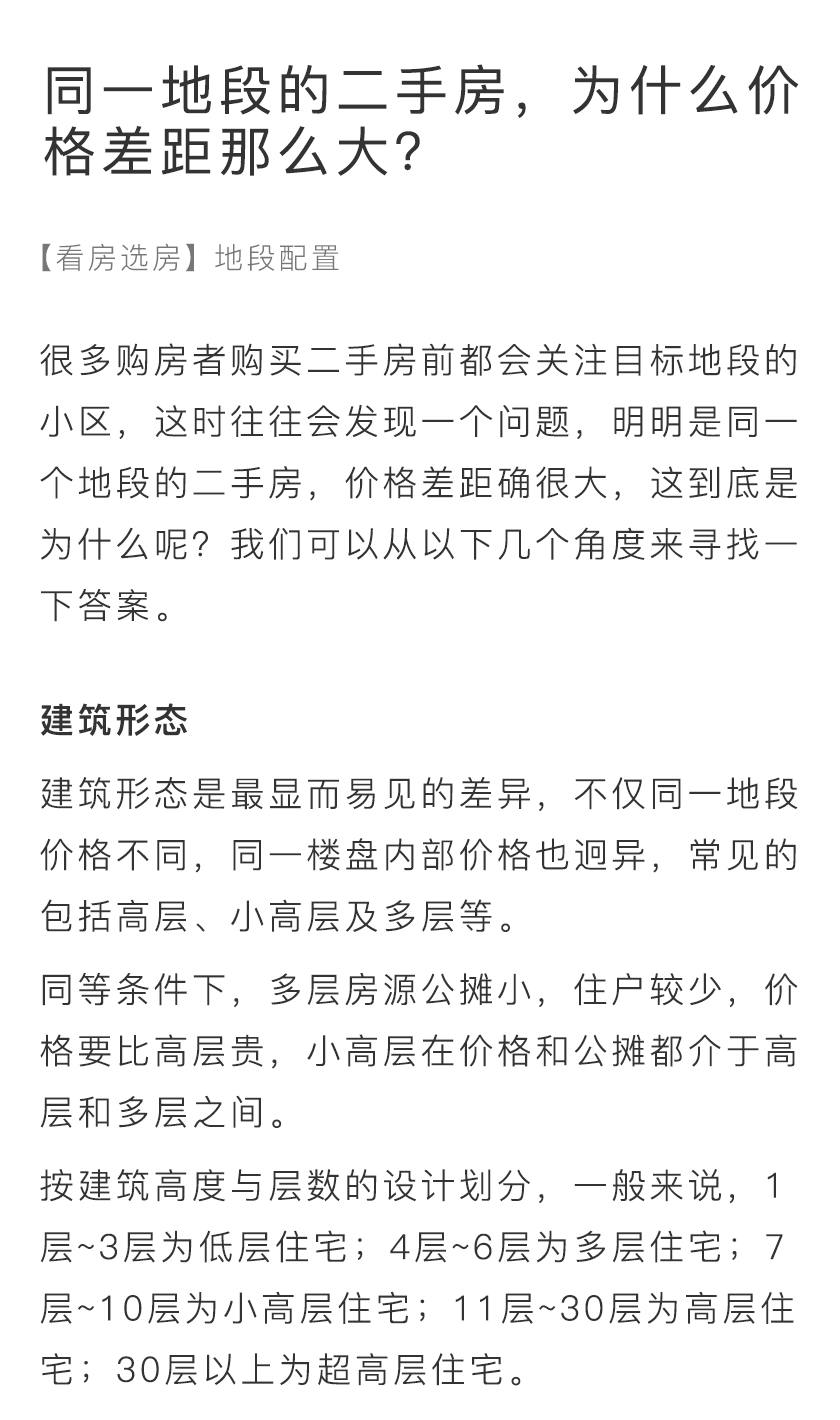 同一地段的二手房，为什么价
格差距那么大？
【看房选房】地段配置
很多购房者购买二手房前都会关注目标地段的
小区，这时往往会发现一个问题，明明是同一
个地段的二手房，价格差距确很大，这到底是
为什么呢？我们可以从以下几个角度来寻找一
下答案。
建筑形态
建筑形态是最显而易见的差异，不仅同一地段
价格不同，同一楼盘内部价格也迥异，常见的
包括高层、小高层及多层等。
同等条件下，多层房源公摊小，住户较少，价
格要比高层贵，小高层在价格和公摊都介于高
层和多层之间。
按建筑高度与层数的设计划分，一般来说，1
层~3层为低层住宅；4层~6层为多层住宅；7
层~10层为小高层住宅；11层~30层为高层住
宅；30层以上为超高层住宅。